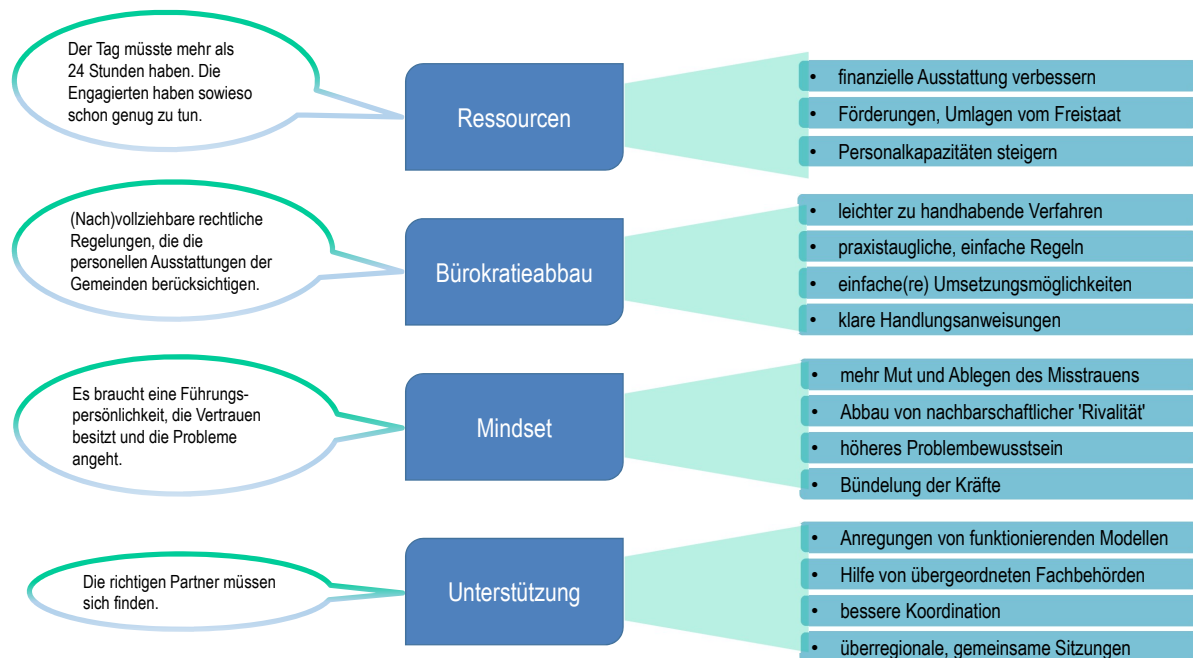 Der Tag müsste mehr als
24 Stunden haben. Die
Engagierten haben sowieso
schon genug zu tun.
Ressourcen
• finanzielle Ausstattung verbessern
• Förderungen, Umlagen vom Freistaat
• Personalkapazitäten steigern
(Nach)vollziehbare rechtliche
Regelungen, die die
personellen Ausstattungen der
Gemeinden berücksichtigen.
Bürokratieabbau
• leichter zu handhabende Verfahren
• praxistaugliche, einfache Regeln
• einfache(re) Umsetzungsmöglichkeiten
• klare Handlungsanweisungen
Es braucht eine Führungs-
persönlichkeit, die Vertrauen
besitzt und die Probleme
angeht.
Mindset
• mehr Mut und Ablegen des Misstrauens
• Abbau von nachbarschaftlicher 'Rivalität'
• höheres Problembewusstsein
• Bündelung der Kräfte
Die richtigen Partner müssen
sich finden.
Unterstützung
• Anregungen von funktionierenden Modellen
• Hilfe von übergeordneten Fachbehörden
• bessere Koordination
• überregionale, gemeinsame Sitzungen